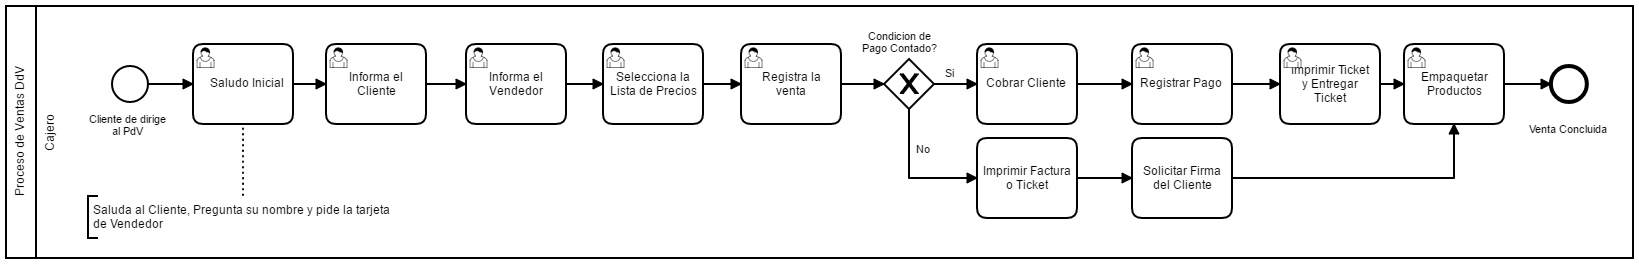 Proceso de Ventas DdV
Cajero
Cliente de dirige
al PdV
Saludo Inicial
Saluda al Cliente, Pregunta su nombre y pide la tarjeta
de Vendedor
Informa el
Cliente
Informa el
Vendedor
Selecciona la
Lista de Precios
Registra la
venta
Condicion de
Pago Contado?
Si
Cobrar Cliente
Registrar Pago
Imprimir Ticket
y Entregar
Ticket
Empaquetar
Productos
Venta Concluida
No
Imprimir Factura
o Ticket
Solicitar Firma
del Cliente